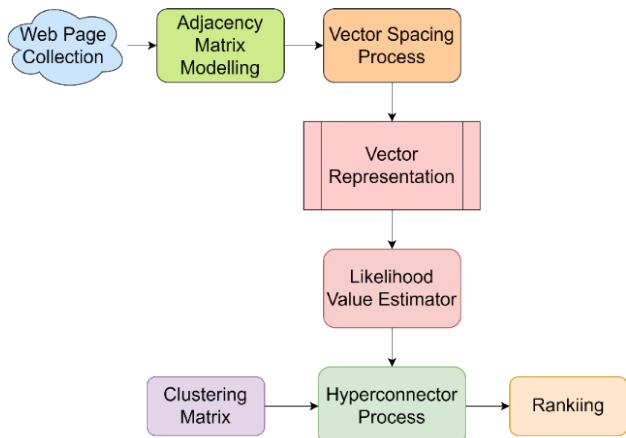 Web Page
Collection
Adjacency
Matrix
Modelling
Vector Spacing
Process
Vector
Representation
Likelihood
Value Estimator
Clustering
Matrix
Hyperconnector
Process
Rankiing